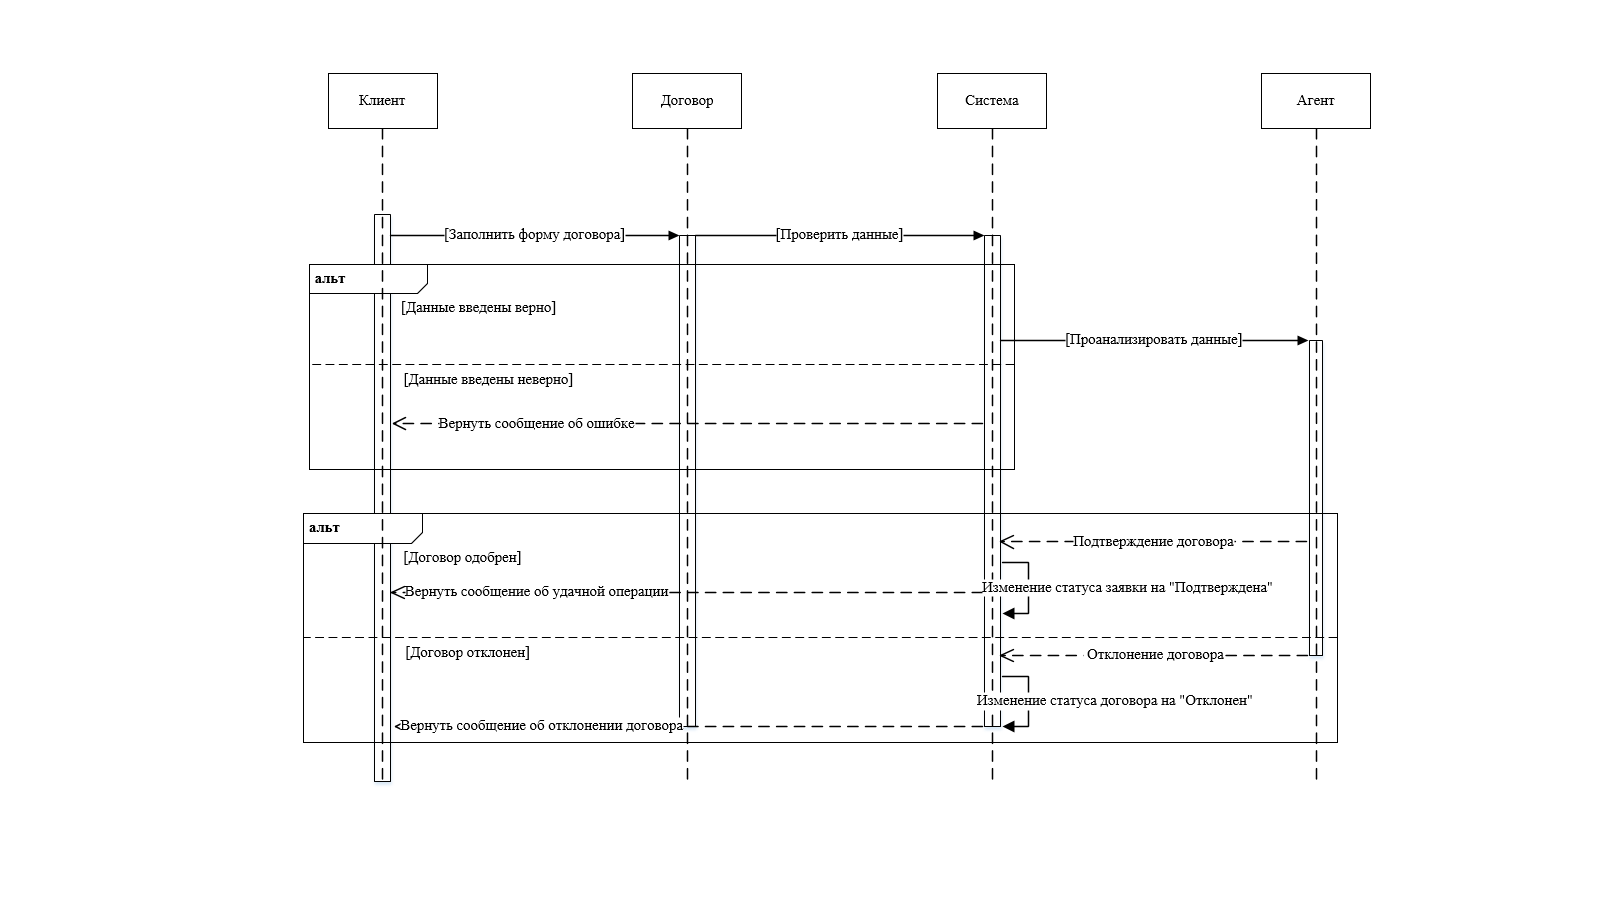 Клиент
Договор
Система
Агент
[Заполнить форму договора]
[Проверить данные]
альт
[Данные введены верно]
[Проанализировать данные]
[Данные введены неверно]
Вернуть сообщение об ошибке
альт
Подтверждение договора
[Договор одобрен]
Изменение статуса заявки на "Подтверждена"
Вернуть сообщение об удачной операции
[Договор отклонен]
Отклонение договора
Изменение статуса договора на "Отклонен"
Вернуть сообщение об отклонении договора